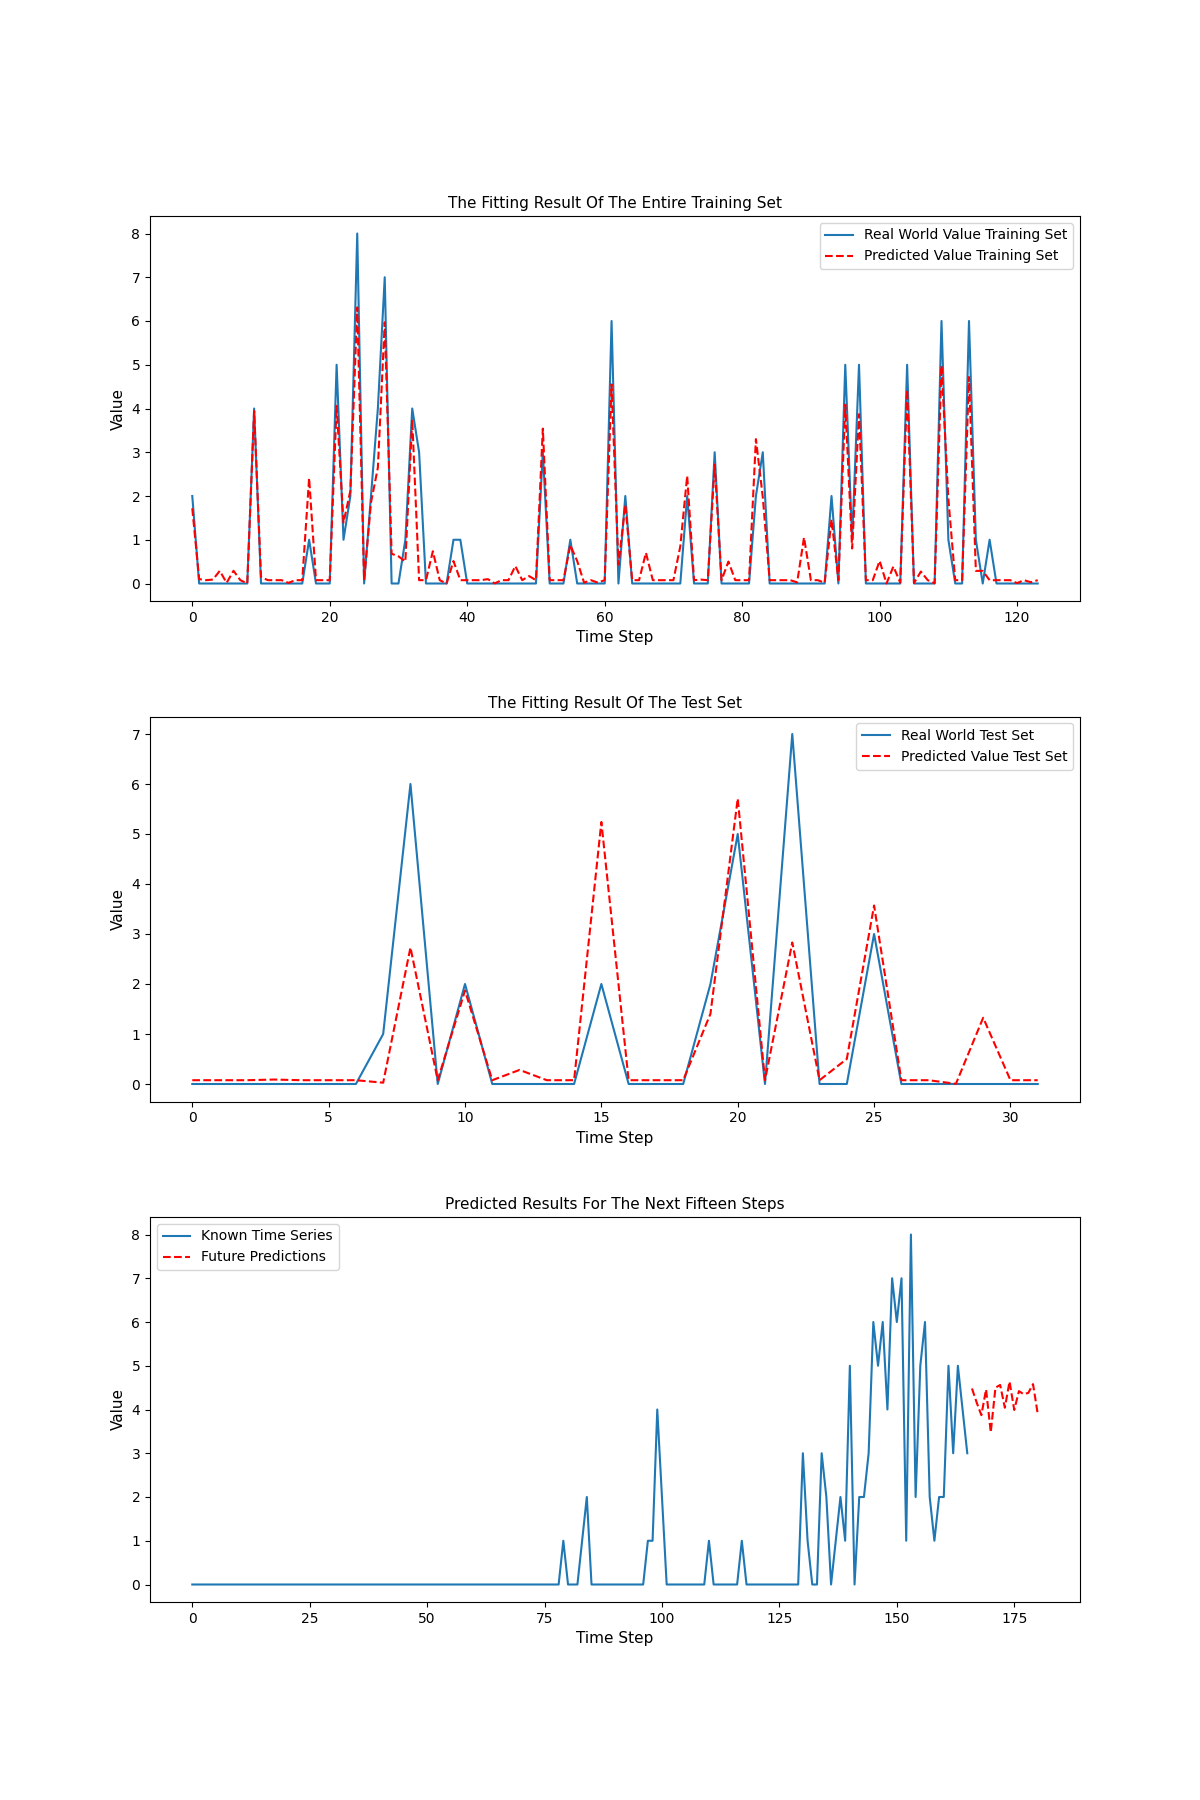 The Fitting Result Of The Entire Training Set
8
7
6
5
4
3
2
1
0
Value
Real World Value Training Set
Predicted Value Training Set
0 20 40 60 80 100 120
Time Step
The Fitting Result Of The Test Set
7
6
5
4
3
2
1
0
Value
Real World Test Set
Predicted Value Test Set
0 5 10 15 20 25 30
Time Step
Predicted Results For The Next Fifteen Steps
8
7
6
5
4
3
2
1
0
Value
Known Time Series
Future Predictions
0 25 50 75 100 125 150 175
Time Step